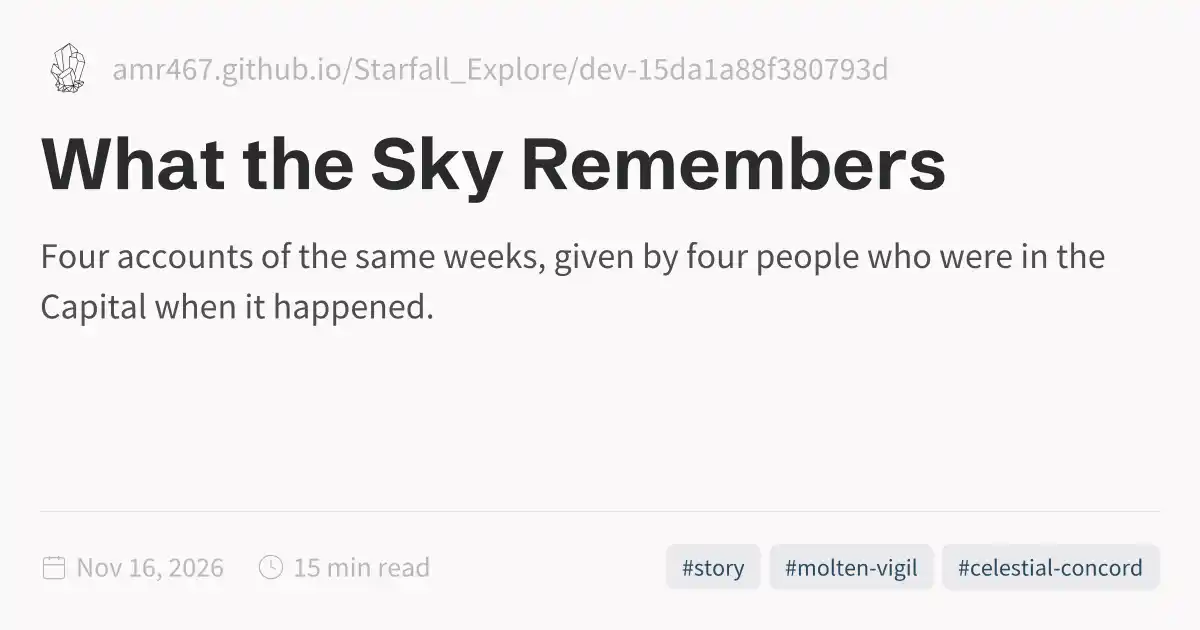 amr467.github.io/Starfall_Explore/dev-15da1a88f380793d
What the Sky Remembers
Four accounts of the same weeks, given by four people who were in the
Capital when it happened.
Nov 16, 2026
15 min read
#story
#molten-vigil
#celestial-concord